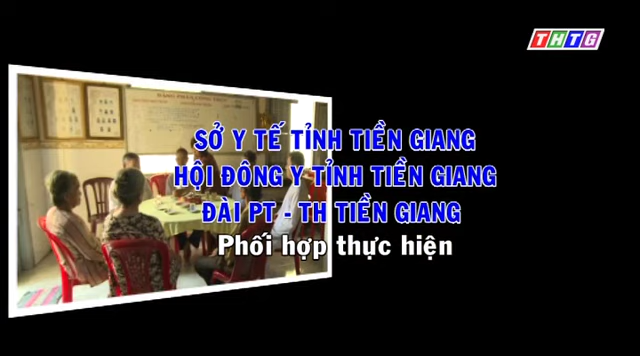 THTG
SỞ Y TẾ TỈNH TIỀN GIANG
HỘI ĐÔNG Y TỈNH TIỀN GIANG
ĐÀI PT - TH TIỀN GIANG
Phối hợp thực hiện